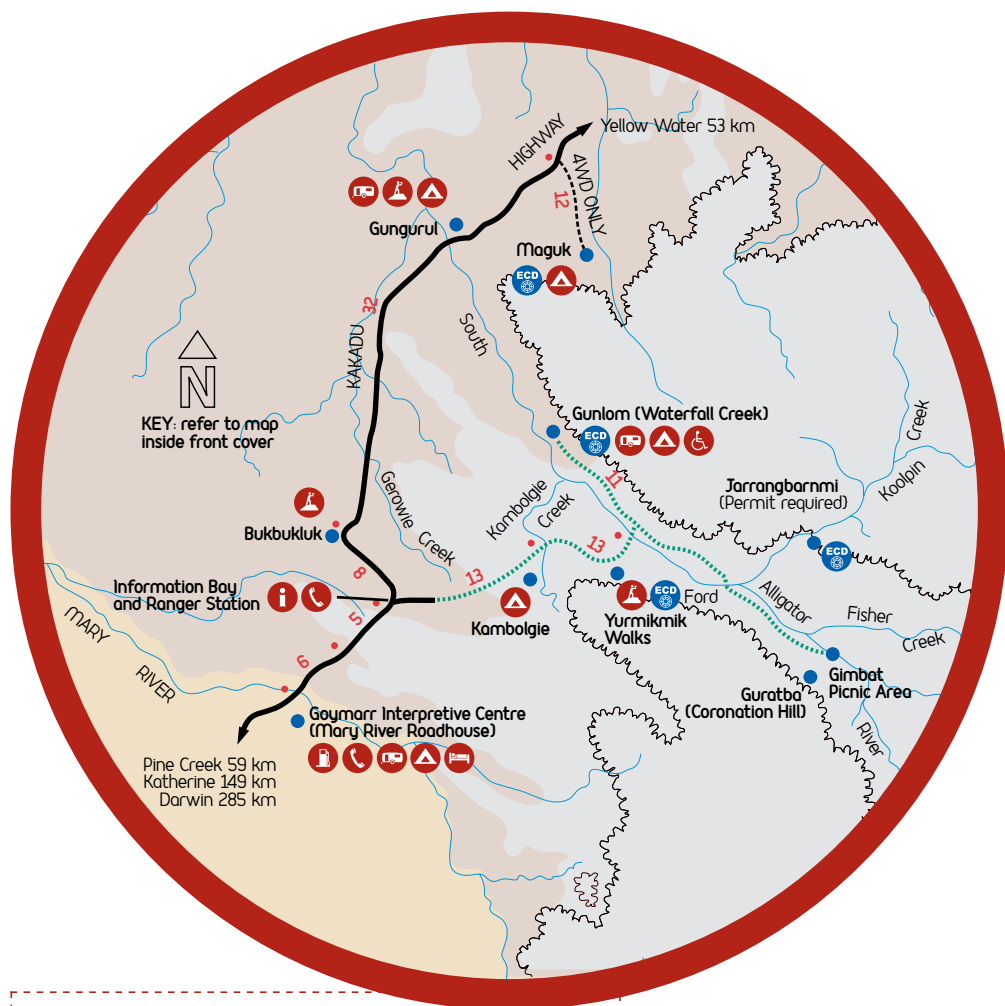 HIGHWAY
Yellow Water 53 km
4WD ONLY
12
Gungurul
Maguk
ECD
32
South
KAKADU
N
KEY: refer to map
inside front cover
Gunlom (Waterfall Creek)
ECD
11
Creek
Koolpin
Jarrangbarnmi
(Permit required)
ECD
Gerowie
Creek
Kambolgie
Creek
Bukbukluk
8
13
13
Information Bay
and Ranger Station
i
5
Kambolgie
ECD
Ford
Yurmikmik
Walks
Alligator
Fisher
Creek
MARY
RIVER
6
Gimbat
Picnic Area
Guratba
(Coronation Hill)
River
Goymarr Interpretive Centre
(Mary River Roadhouse)
Pine Creek 59 km
Katherine 149 km
Darwin 285 km